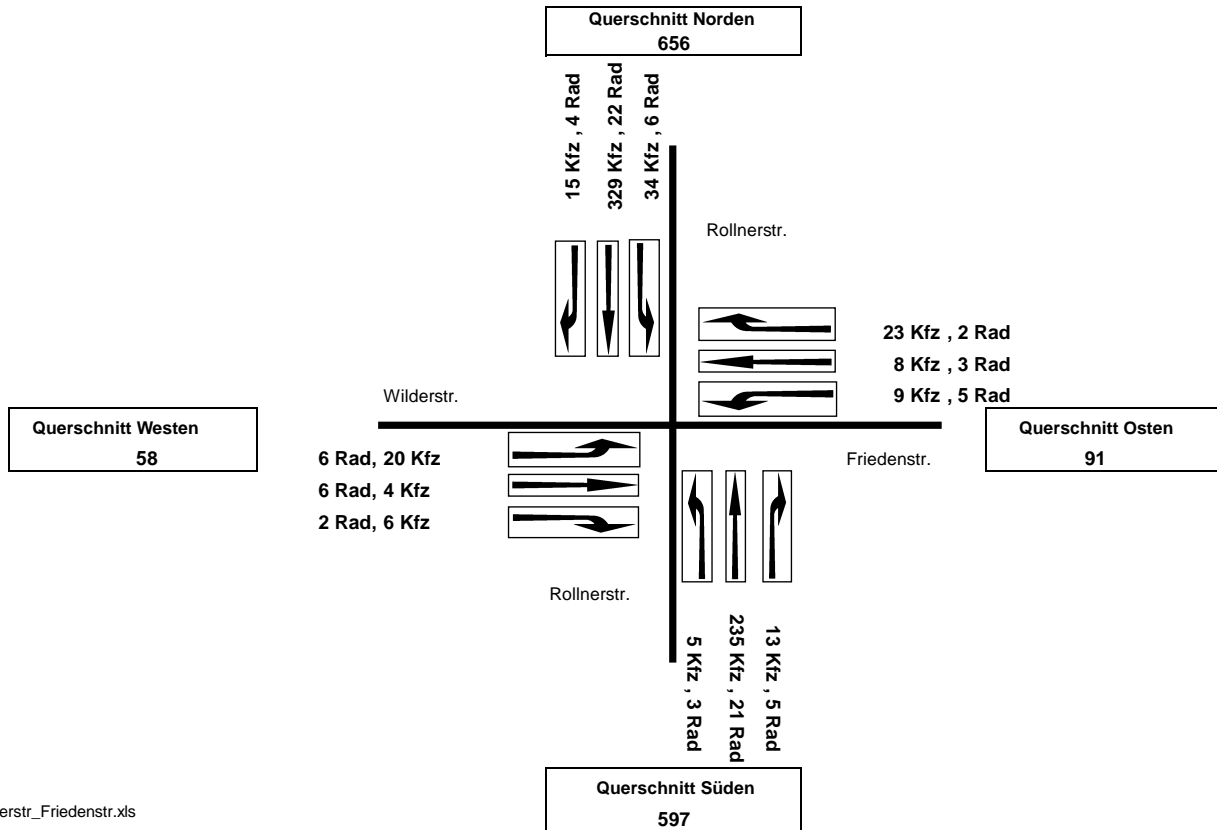 Querschnitt Norden
656
15 Kfz , 4 Rad
329 Kfz , 22 Rad
34 Kfz , 6 Rad
Rollnerstr.
23 Kfz , 2 Rad
8 Kfz , 3 Rad
9 Kfz , 5 Rad
Wilderstr.
Querschnitt Westen
58
Querschnitt Osten
91
Friedenstr.
6 Rad, 20 Kfz
6 Rad, 4 Kfz
2 Rad, 6 Kfz
Rollnerstr.
5 Kfz , 3 Rad
235 Kfz , 21 Rad
13 Kfz , 5 Rad
Querschnitt Süden
597
erstr_Friedenstr.xls